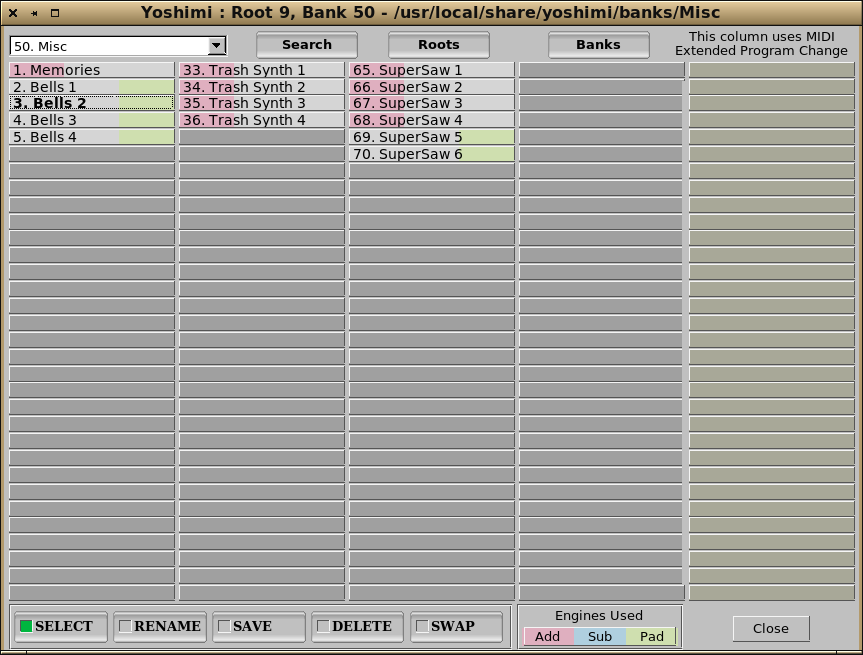 Yoshimi : Root 9, Bank 50 - /usr/local/share/yoshimi/banks/Misc
50. Misc
Search
Roots
Banks
This column uses MIDI
Extended Program Change
1. Memories
2. Bells 1
3. Bells 2
4. Bells 3
5. Bells 4
33. Trash Synth 1
34. Trash Synth 2
35. Trash Synth 3
36. Trash Synth 4
65. SuperSaw 1
66. SuperSaw 2
67. SuperSaw 3
68. SuperSaw 4
69. SuperSaw 5
70. SuperSaw 6
SELECT
RENAME
SAVE
DELETE
SWAP
Engines Used
Add Sub Pad
Close